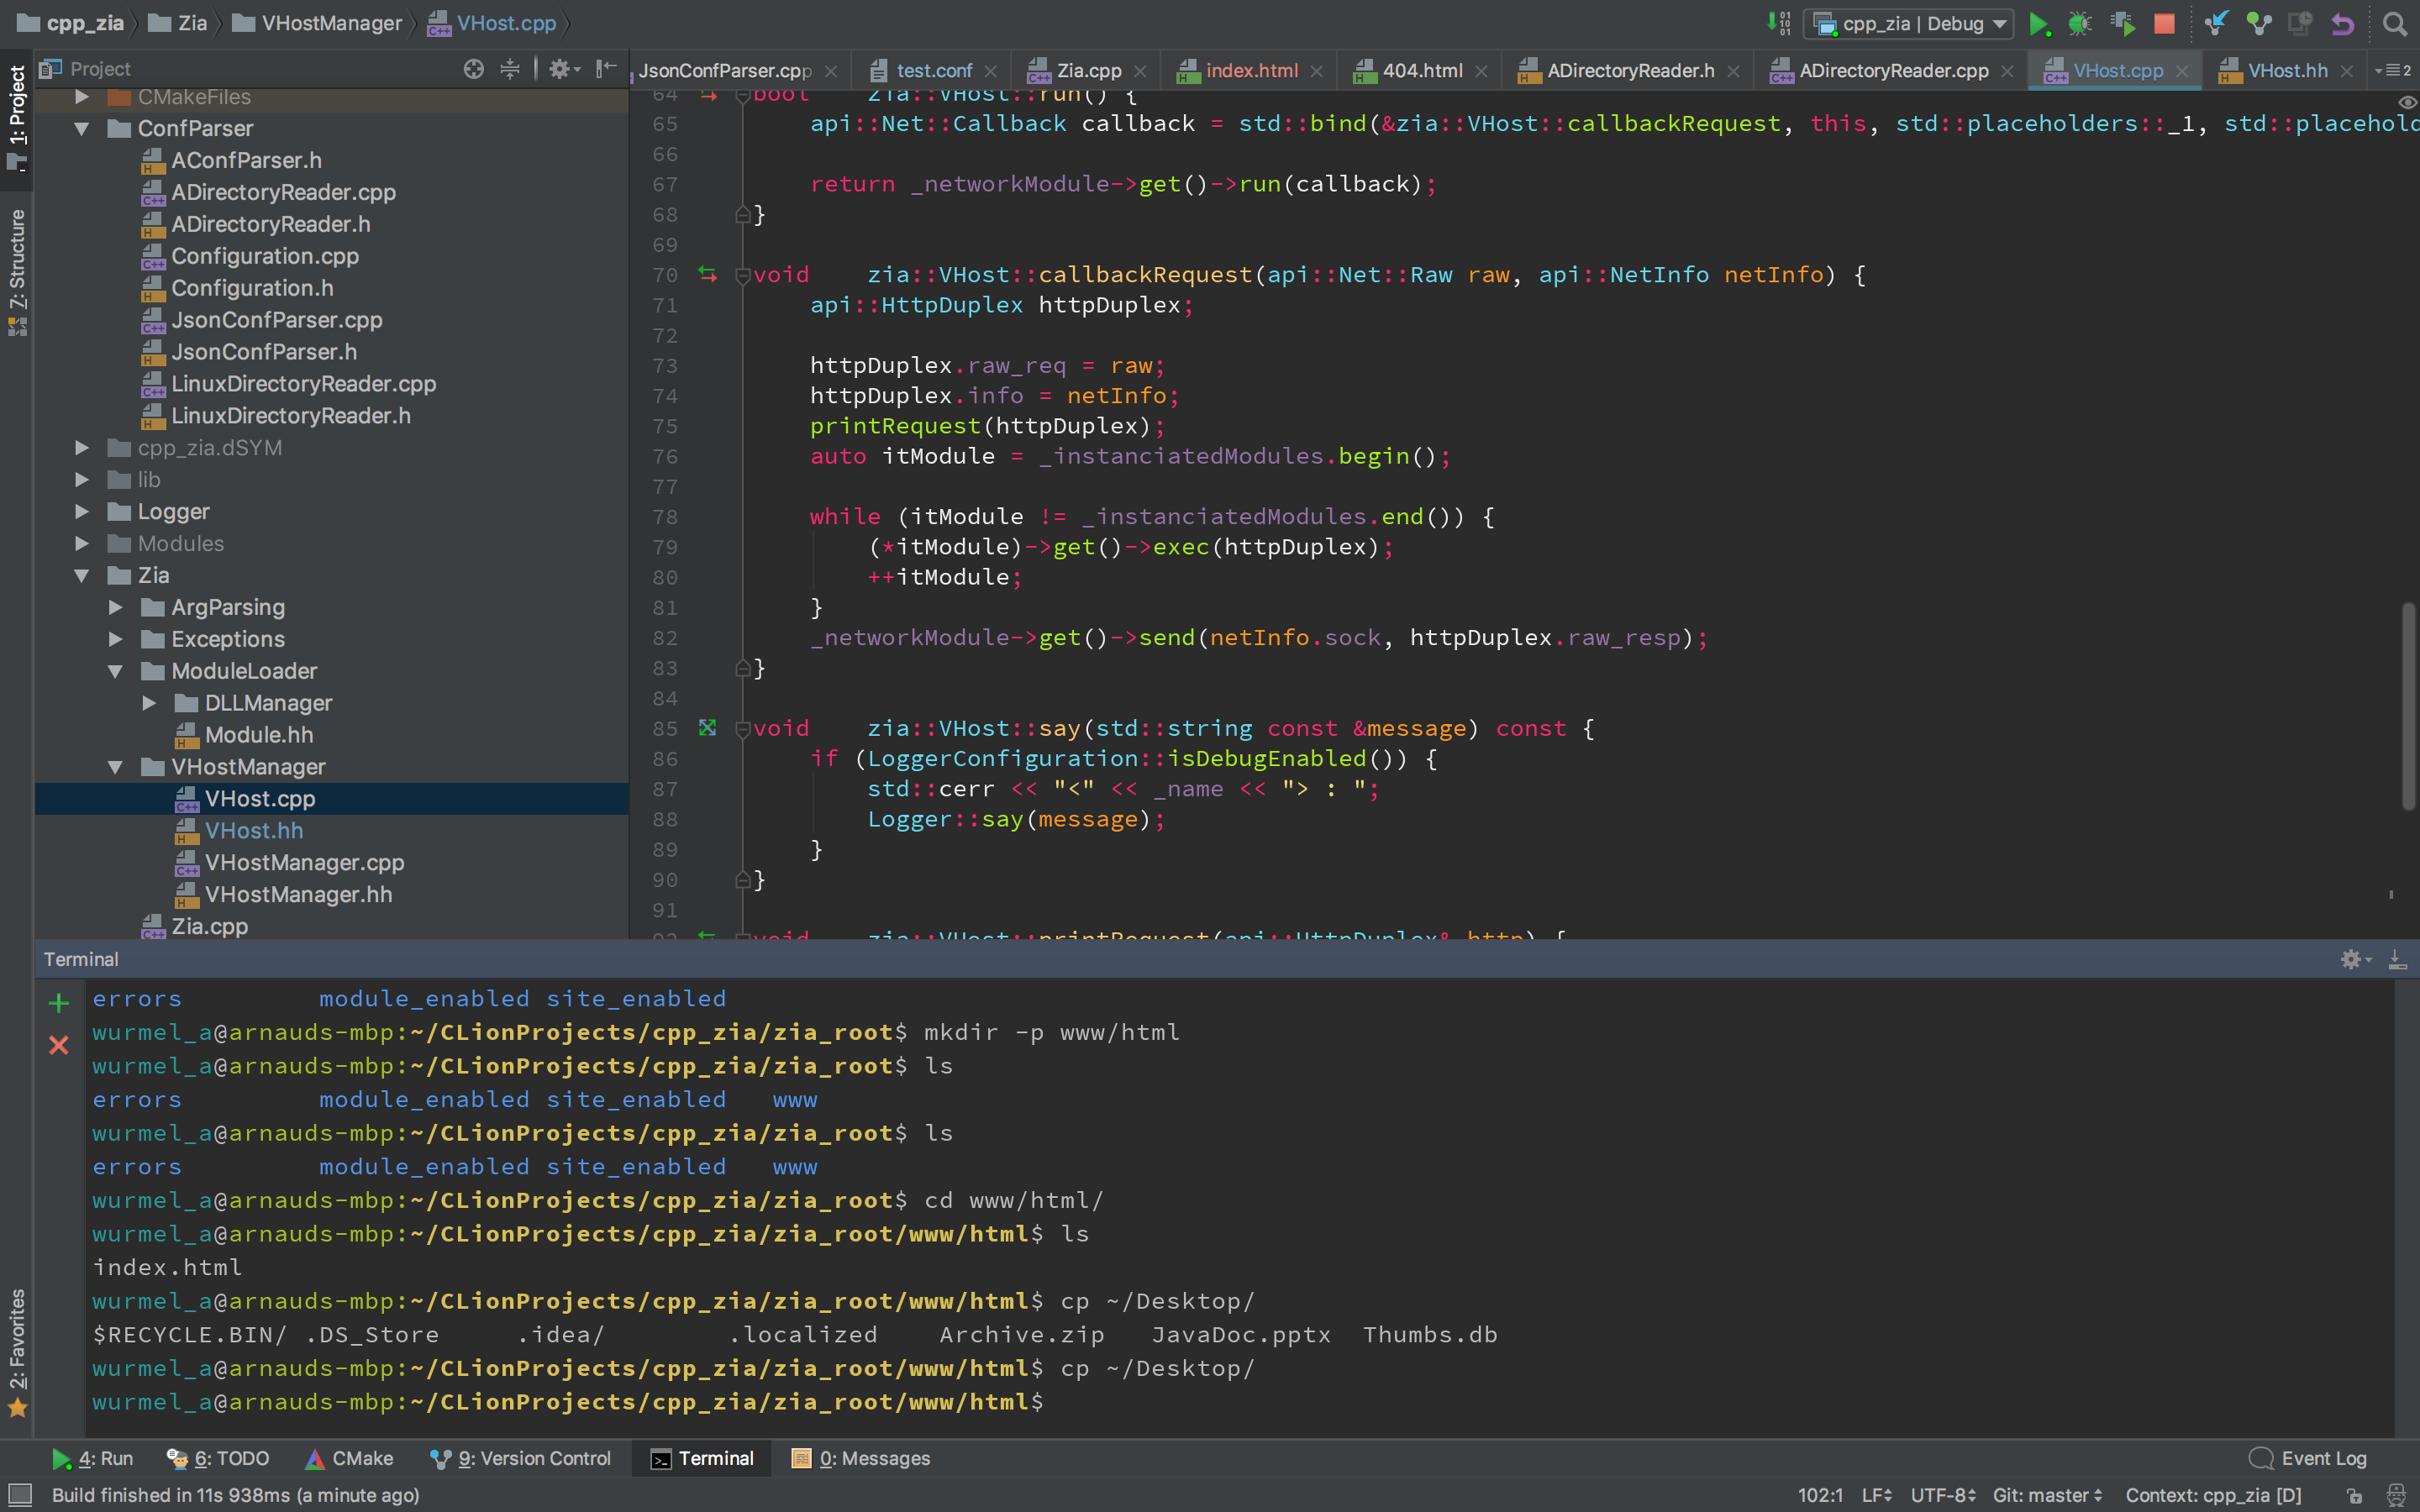 cpp_zia Zia VHostManager VHost.cpp
cpp_zia | Debug
1: Project
7: Structure
2: Favorites
Project
CMakeFiles
ConfParser
AConfParser.h
ADirectoryReader.cpp
ADirectoryReader.h
Configuration.cpp
Configuration.h
JsonConfParser.cpp
JsonConfParser.h
LinuxDirectoryReader.cpp
LinuxDirectoryReader.h
cpp_zia.dSYM
lib
Logger
Modules
Zia
ArgParsing
Exceptions
ModuleLoader
DLLManager
Module.hh
VHostManager
VHost.cpp
VHost.hh
VHostManager.cpp
VHostManager.hh
Zia.cpp
JsonConfParser.cpp test.conf Zia.cpp index.html 404.html ADirectoryReader.h ADirectoryReader.cpp VHost.cpp VHost.hh 2
64 bool zia::VHost::run() {
65 api::Net::Callback callback = std::bind(&zia::VHost::callbackRequest, this, std::placeholders::_1, std::placehold
66
67 return _networkModule->get()->run(callback);
68 }
69
70 void zia::VHost::callbackRequest(api::Net::Raw raw, api::NetInfo netInfo) {
71 api::HttpDuplex httpDuplex;
72
73 httpDuplex.raw_req = raw;
74 httpDuplex.info = netInfo;
75 printRequest(httpDuplex);
76 auto itModule = _instanciatedModules.begin();
77
78 while (itModule != _instanciatedModules.end()) {
79 (*itModule)->get()->exec(httpDuplex);
80 ++itModule;
81 }
82 _networkModule->get()->send(netInfo.sock, httpDuplex.raw_resp);
83 }
84
85 void zia::VHost::say(std::string const &message) const {
86 if (LoggerConfiguration::isDebugEnabled()) {
87 std::cerr << "<" << _name << "> : ";
88 Logger::say(message);
89 }
90 }
91
92 void zia::VHost::printRequest(api::HttpDuplex& http) {
Terminal
errors module_enabled site_enabled
wurmel_a@arnauds-mbp:~/CLionProjects/cpp_zia/zia_root$ mkdir -p www/html
wurmel_a@arnauds-mbp:~/CLionProjects/cpp_zia/zia_root$ ls
errors module_enabled site_enabled www
wurmel_a@arnauds-mbp:~/CLionProjects/cpp_zia/zia_root$ ls
errors module_enabled site_enabled www
wurmel_a@arnauds-mbp:~/CLionProjects/cpp_zia/zia_root$ cd www/html/
wurmel_a@arnauds-mbp:~/CLionProjects/cpp_zia/zia_root/www/html$ ls
index.html
wurmel_a@arnauds-mbp:~/CLionProjects/cpp_zia/zia_root/www/html$ cp ~/Desktop/
$RECYCLE.BIN/ .DS_Store .idea/ .localized Archive.zip JavaDoc.pptx Thumbs.db
wurmel_a@arnauds-mbp:~/CLionProjects/cpp_zia/zia_root/www/html$ cp ~/Desktop/
wurmel_a@arnauds-mbp:~/CLionProjects/cpp_zia/zia_root/www/html$
4: Run 6: TODO CMake 9: Version Control Terminal 0: Messages Event Log
Build finished in 11s 938ms (a minute ago) 102:1 LF UTF-8 Git: master Context: cpp_zia [D]